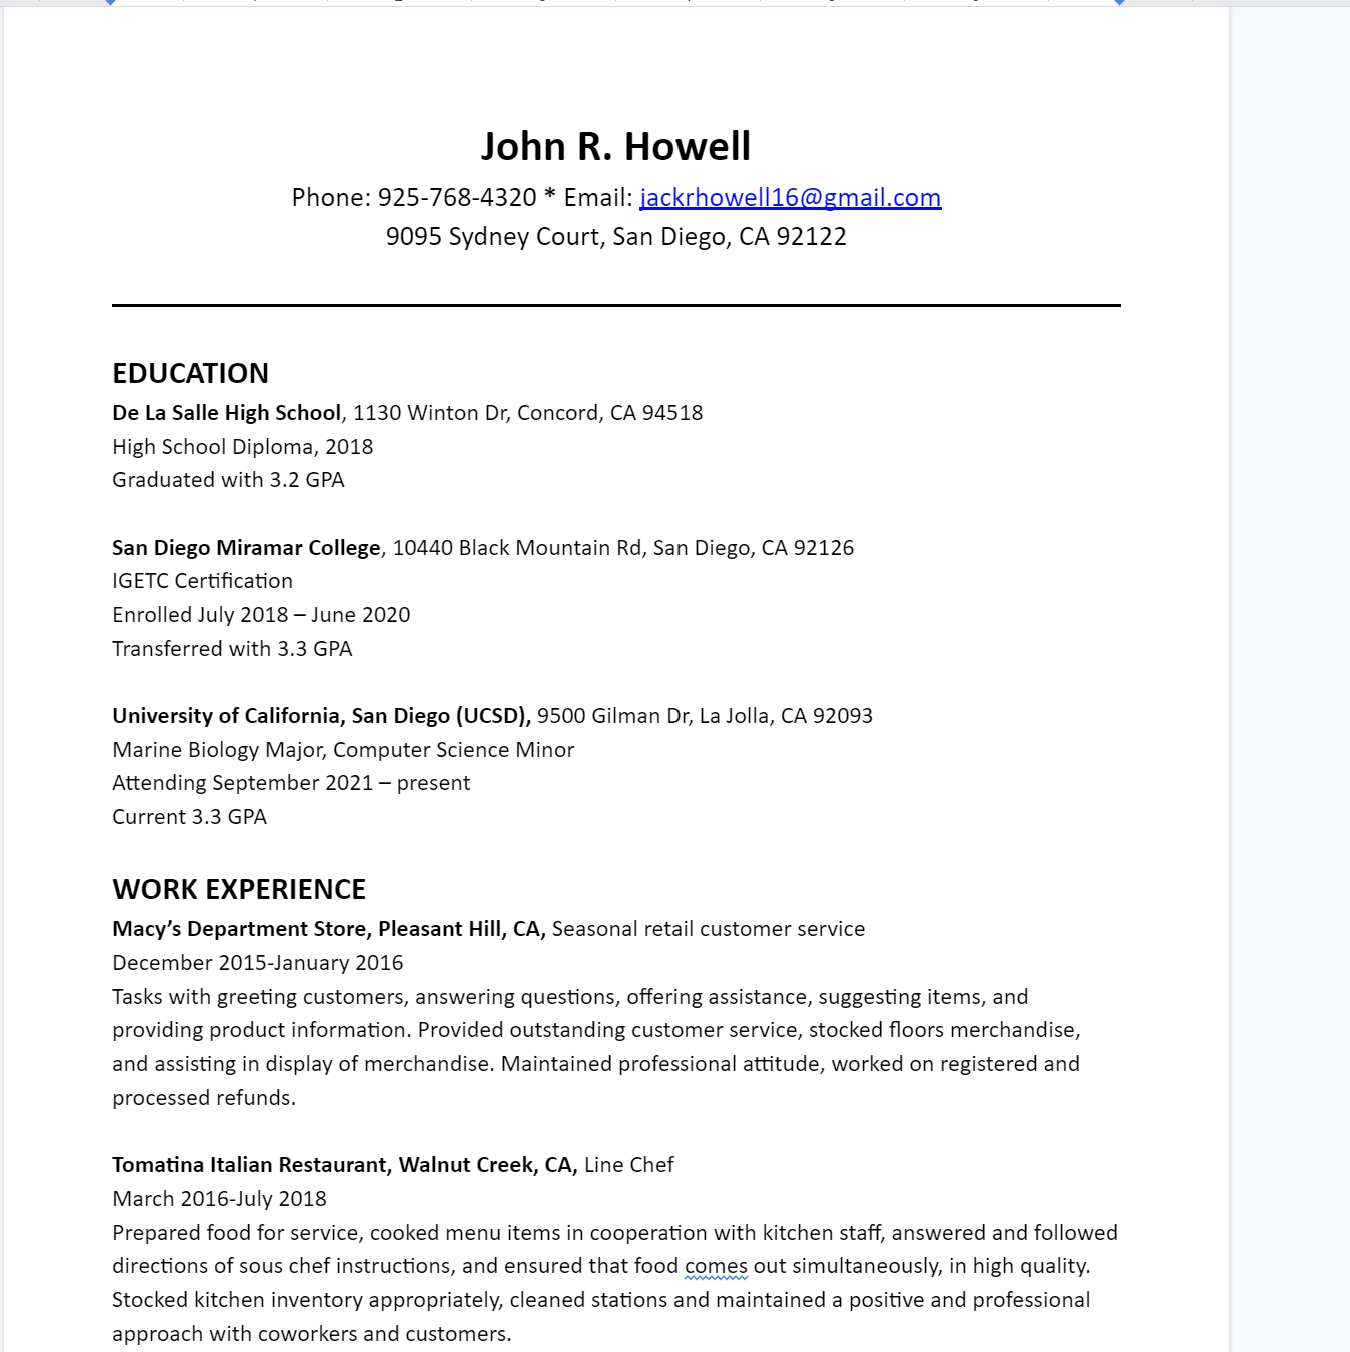 John R. Howell
Phone: 925-768-4320 * Email: jackrhowell16@gmail.com
9095 Sydney Court, San Diego, CA 92122
EDUCATION
De La Salle High School, 1130 Winton Dr, Concord, CA 94518
High School Diploma, 2018
Graduated with 3.2 GPA
San Diego Miramar College, 10440 Black Mountain Rd, San Diego, CA 92126
IGETC Certification
Enrolled July 2018 – June 2020
Transferred with 3.3 GPA
University of California, San Diego (UCSD), 9500 Gilman Dr, La Jolla, CA 92093
Marine Biology Major, Computer Science Minor
Attending September 2021 – present
Current 3.3 GPA
WORK EXPERIENCE
Macy’s Department Store, Pleasant Hill, CA, Seasonal retail customer service
December 2015-January 2016
Tasks with greeting customers, answering questions, offering assistance, suggesting items, and
providing product information. Provided outstanding customer service, stocked floors merchandise,
and assisting in display of merchandise. Maintained professional attitude, worked on registered and
processed refunds.
Tomatina Italian Restaurant, Walnut Creek, CA, Line Chef
March 2016-July 2018
Prepared food for service, cooked menu items in cooperation with kitchen staff, answered and followed
directions of sous chef instructions, and ensured that food comes out simultaneously, in high quality.
Stocked kitchen inventory appropriately, cleaned stations and maintained a positive and professional
approach with coworkers and customers.